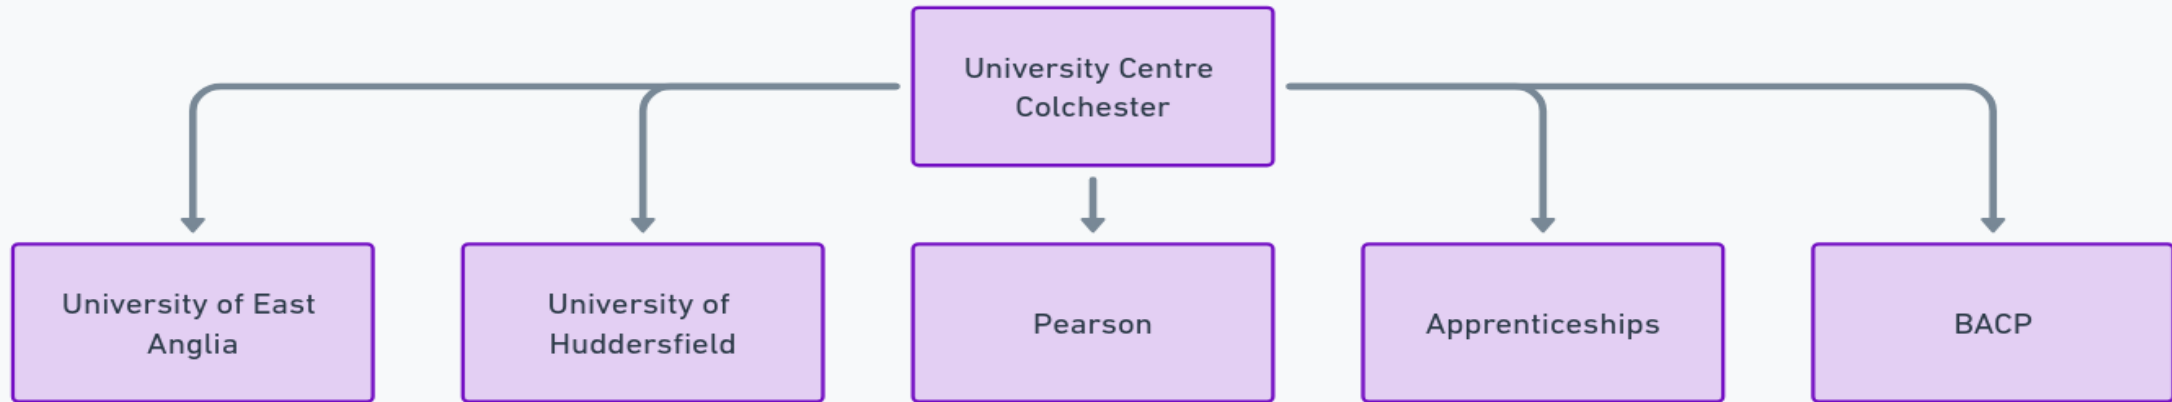 University Centre
Colchester
University of East
Anglia
University of
Huddersfield
Pearson
Apprenticeships
BACP